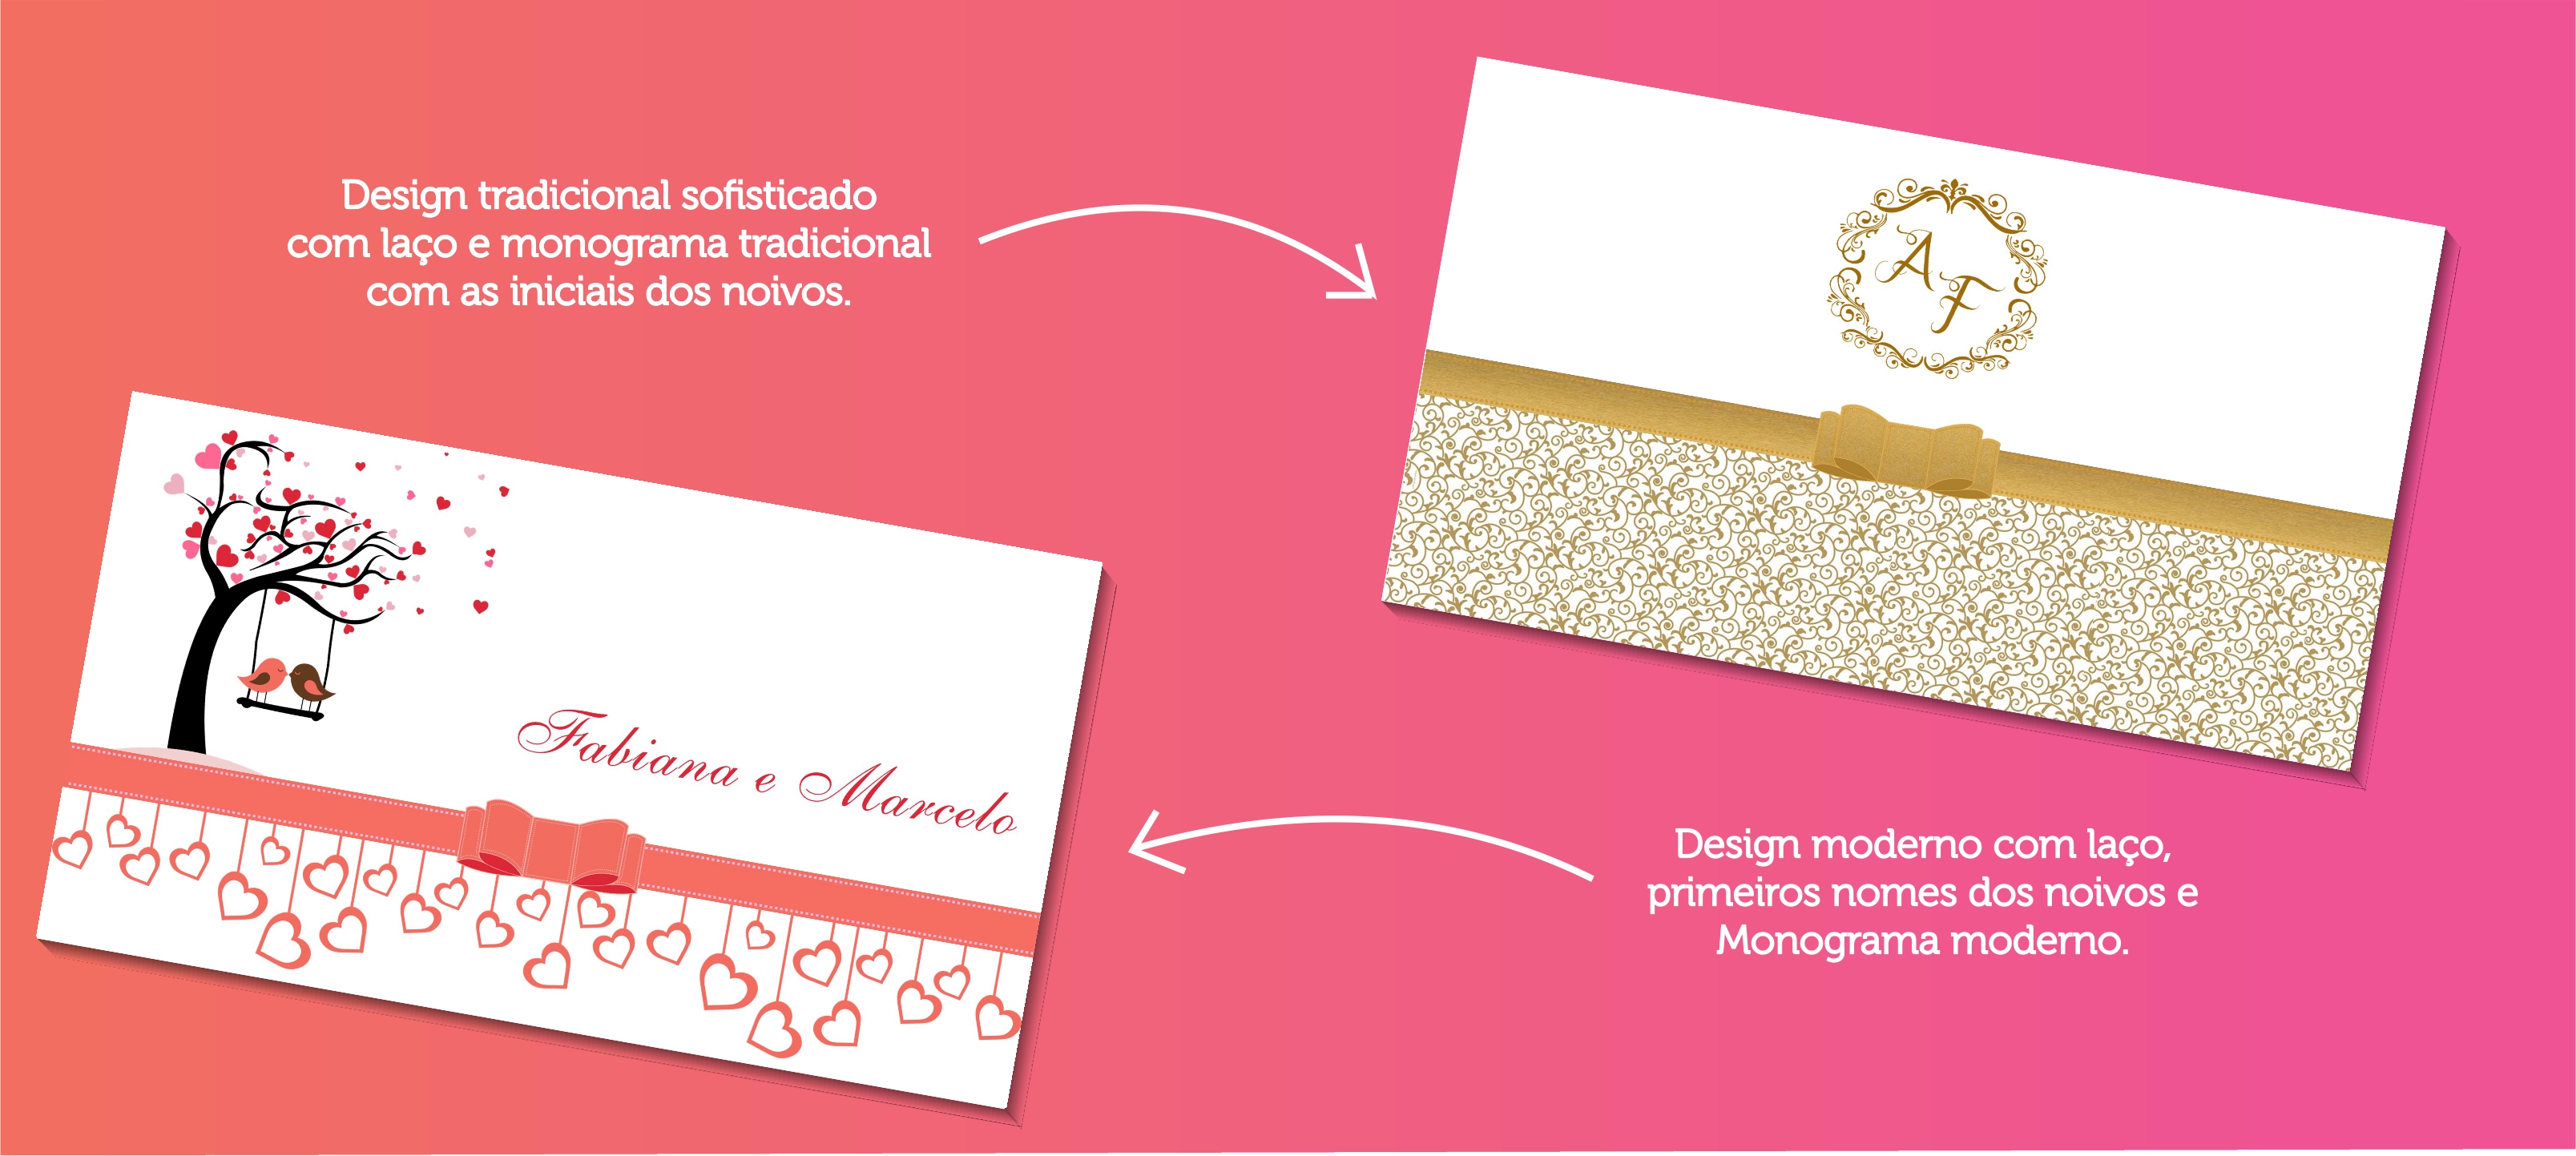 Design tradicional sofisticado
com laço e monograma tradicional
com as iniciais dos noivos.
A
F
Fabiana e Marcelo
Design moderno com laço,
primeiros nomes dos noivos e
Monograma moderno.